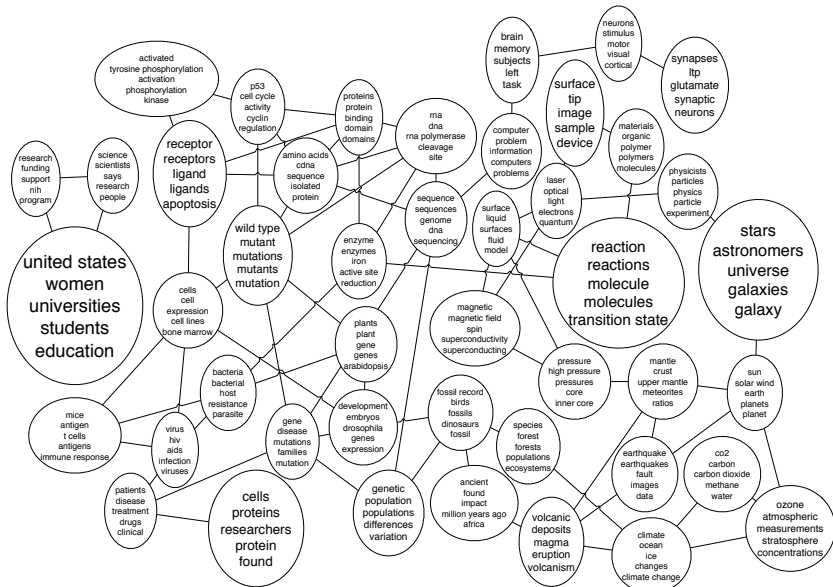 brain
memory
subjects
left
task
neurons
stimulus
motor
visual
cortical
synapses
ltp
glutamate
synaptic
neurons
activated
tyrosine phosphorylation
activation
phosphorylation
kinase
p53
cell cycle
activity
cyclin
regulation
proteins
protein
binding
domain
domains
rna
dna
rna polymerase
cleavage
site
computer
problem
information
computers
problems
surface
tip
image
sample
device
materials
organic
polymer
polymers
molecules
research
funding
support
nih
program
science
scientists
says
research
people
receptor
receptors
ligand
ligands
apoptosis
amino acids
cdna
sequence
isolated
protein
sequence
sequences
genome
dna
sequencing
surface
liquid
surfaces
fluid
model
laser
optical
light
electrons
quantum
physicists
particles
physics
particle
experiment
united states
women
universities
students
education
wild type
mutant
mutations
mutants
mutation
enzyme
enzymes
iron
active site
reduction
reaction
reactions
molecule
molecules
transition state
stars
astronomers
universe
galaxies
galaxy
cells
cell
expression
cell lines
bone marrow
plants
plant
gene
genes
arabidopsis
magnetic
magnetic field
spin
superconductivity
superconducting
pressure
high pressure
pressures
core
inner core
mantle
crust
upper mantle
meteorites
ratios
sun
solar wind
earth
planets
planet
bacteria
bacterial
host
resistance
parasite
mice
antigen
t cells
antigens
immune response
virus
hiv
aids
infection
viruses
gene
disease
mutations
families
mutation
development
embryos
drosophila
genes
expression
fossil record
birds
fossils
dinosaurs
fossil
species
forest
forests
populations
ecosystems
earthquake
earthquakes
fault
images
data
co2
carbon
carbon dioxide
methane
water
patients
disease
treatment
drugs
clinical
cells
proteins
researchers
protein
found
genetic
population
populations
differences
variation
ancient
found
impact
million years ago
africa
volcanic
deposits
magma
eruption
volcanism
climate
ocean
ice
changes
climate change
ozone
atmospheric
measurements
stratosphere
concentrations